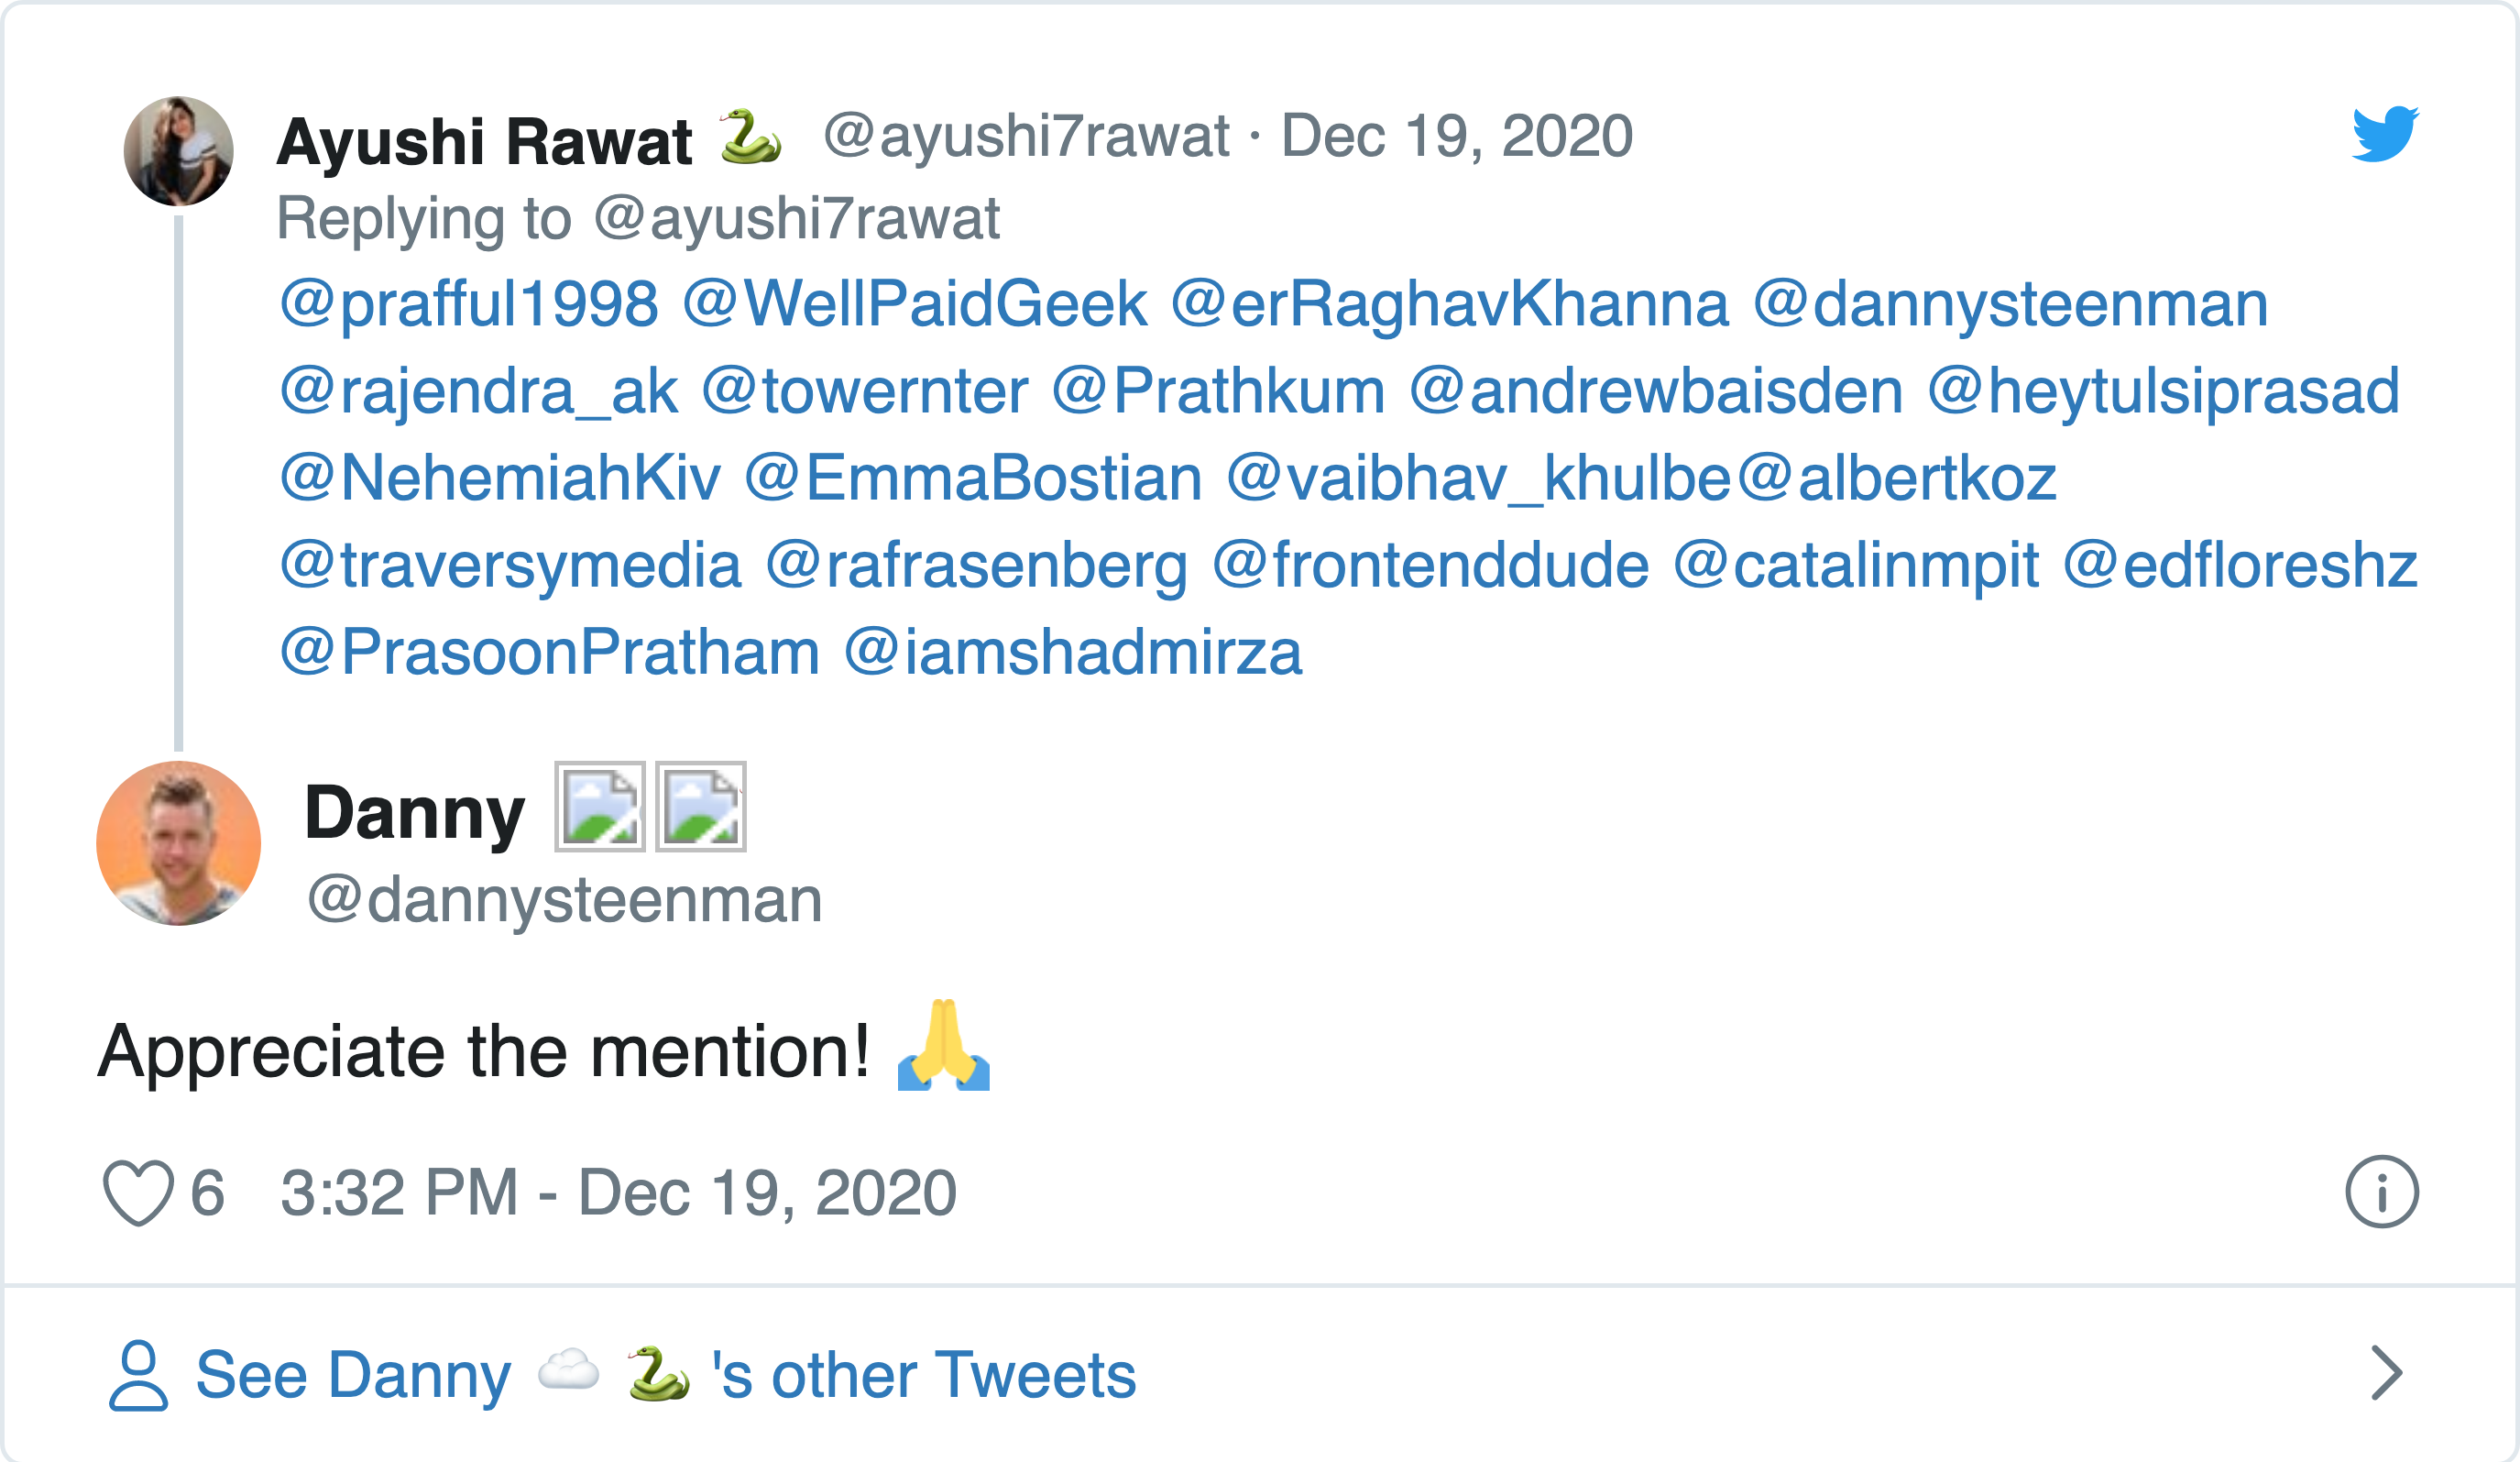 Ayushi Rawat 🐍 @ayushi7rawat · Dec 19, 2020
Replying to @ayushi7rawat
@prafful1998 @WellPaidGeek @erRaghavKhanna @dannysteenman
@rajendra_ak @towernter @Prathkum @andrewbaisden @heytulsiprasad
@NehemiahKiv @EmmaBostian @vaibhav_khulbe@albertkoz
@traversymedia @rafrasenberg @frontenddude @catalinmpit @edfloreshz
@PrasoonPratham @iamshadmirza
Danny
@dannysteenman
Appreciate the mention! 🙏
6 3:32 PM - Dec 19, 2020
See Danny ☁️ 🐍 's other Tweets